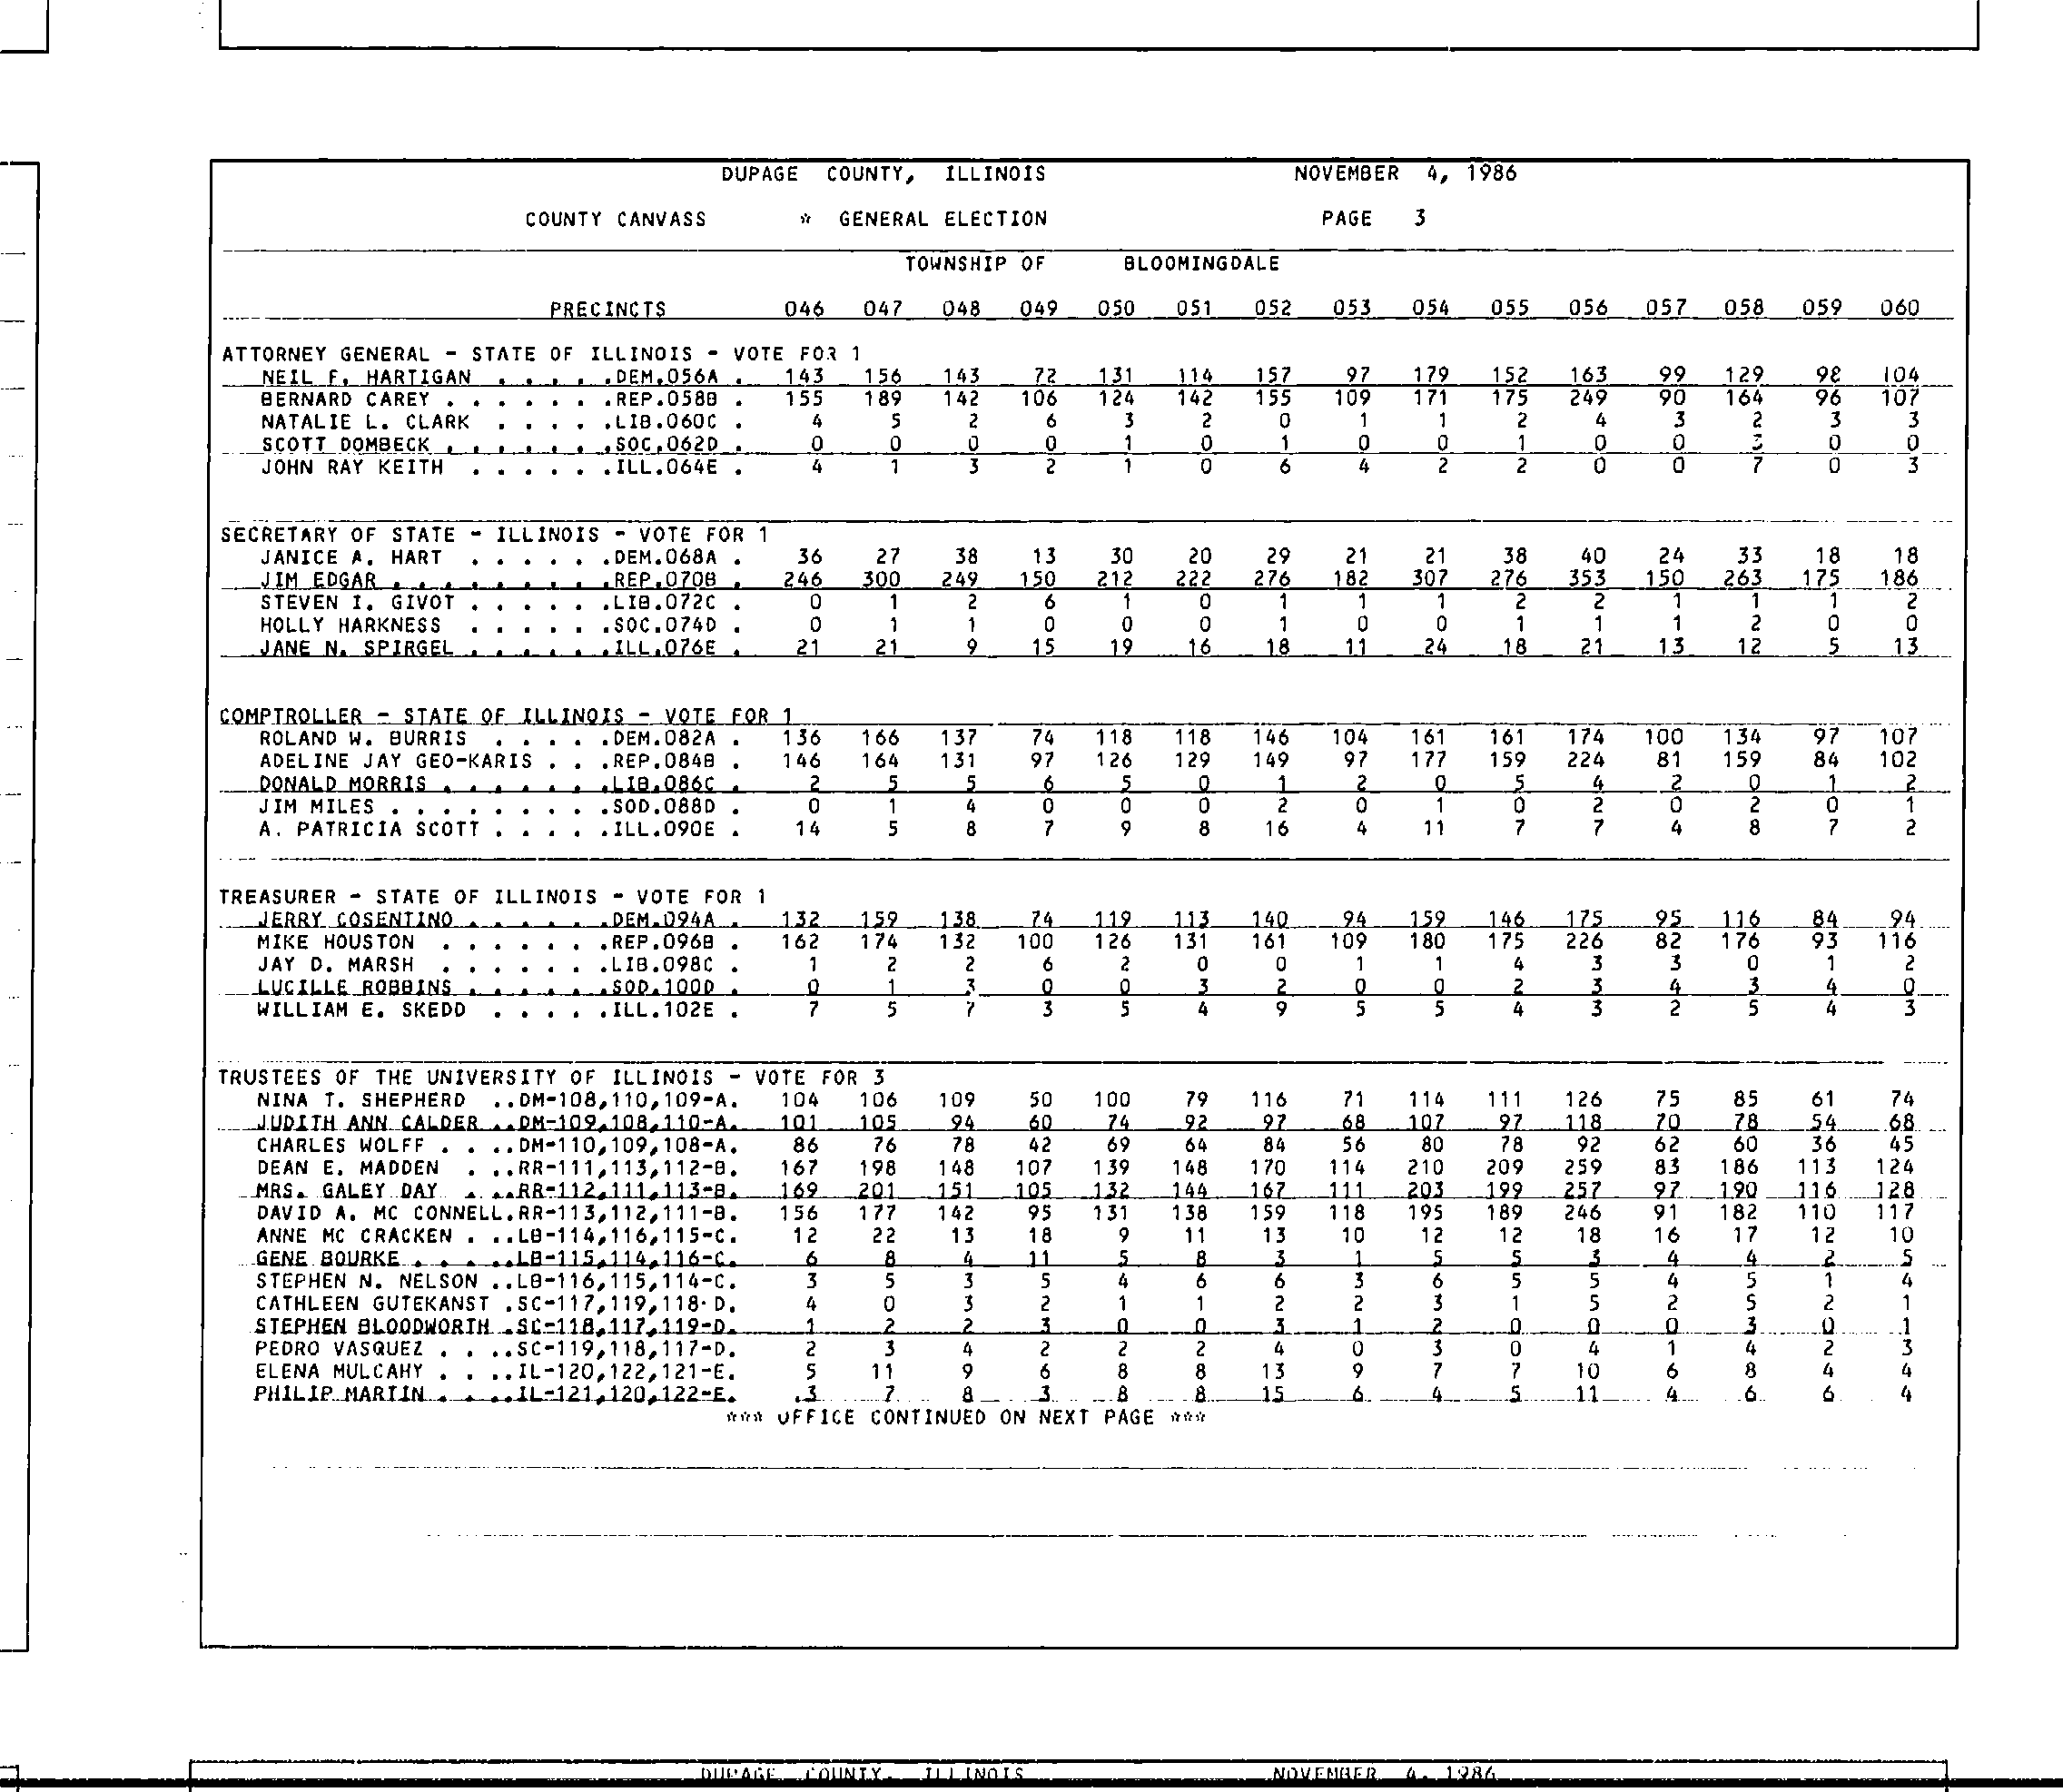 DUPAGE COUNTY, ILLINOIS NOVEMBER 4, 1986
COUNTY CANVASS * GENERAL ELECTION PAGE 3
TOWNSHIP OF BLOOMINGDALE
PRECINCTS 046 047 048 049 050 051 052 053 054 055 056 057 058 059 060
ATTORNEY GENERAL - STATE OF ILLINOIS - VOTE FOR 1
NEIL F. HARTIGAN . . . . . .DEM.056A . 143 156 143 72 131 114 157 97 179 152 163 99 129 98 104
BERNARD CAREY . . . . . . .REP.058B . 155 189 142 106 124 142 155 109 171 175 249 90 164 96 107
NATALIE L. CLARK . . . . .LIB.060C . 4 5 2 6 3 2 0 1 1 2 4 3 2 3 3
SCOTT DOMBECK . . . . . . .SOC.062D . 0 0 0 0 1 0 1 0 0 1 0 0 3 0 0
JOHN RAY KEITH . . . . . .ILL.064E . 4 1 3 2 1 0 6 4 2 2 0 0 7 0 3
SECRETARY OF STATE - ILLINOIS - VOTE FOR 1
JANICE A. HART . . . . . .DEM.068A . 36 27 38 13 30 20 29 21 21 38 40 24 33 18 18
JIM EDGAR . . . . . . . . .REP.070B . 246 300 249 150 212 222 276 182 307 276 353 150 263 175 186
STEVEN I. GIVOT . . . . . .LIB.072C . 0 1 2 6 1 0 1 1 1 2 2 1 1 1 2
HOLLY HARKNESS . . . . . .SOC.074D . 0 1 1 0 0 0 1 0 0 1 1 1 2 0 0
JANE N. SPIRGEL . . . . . .ILL.076E . 21 21 9 15 19 16 18 11 24 18 21 13 12 5 13
COMPTROLLER - STATE OF ILLINOIS - VOTE FOR 1
ROLAND W. BURRIS . . . . .DEM.082A . 136 166 137 74 118 118 146 104 161 161 174 100 134 97 107
ADELINE JAY GEO-KARIS . . .REP.084B . 146 164 131 97 126 129 149 97 177 159 224 81 159 84 102
DONALD MORRIS . . . . . . .LIB.086C . 2 5 5 6 5 0 1 2 0 5 4 2 0 1 2
JIM MILES . . . . . . . . .SOD.088D . 0 1 4 0 0 0 2 0 1 0 2 0 2 0 1
A. PATRICIA SCOTT . . . . .ILL.090E . 14 5 8 7 9 8 16 4 11 7 7 4 8 7 2
TREASURER - STATE OF ILLINOIS - VOTE FOR 1
JERRY COSENTINO . . . . . .DEM.094A . 132 159 138 74 119 113 140 94 159 146 175 95 116 84 94
MIKE HOUSTON . . . . . . .REP.096B . 162 174 132 100 126 131 161 109 180 175 226 82 176 93 116
JAY D. MARSH . . . . . . .LIB.098C . 1 2 2 6 2 0 0 1 1 4 3 3 0 1 2
LUCILLE ROBBINS . . . . . .SOD.100D . 0 1 3 0 0 3 2 0 0 2 3 4 3 4 0
WILLIAM E. SKEDD . . . . .ILL.102E . 7 5 7 3 5 4 9 5 5 4 3 2 5 4 3
TRUSTEES OF THE UNIVERSITY OF ILLINOIS - VOTE FOR 3
NINA T. SHEPHERD ..DM-108,110,109-A. 104 106 109 50 100 79 116 71 114 111 126 75 85 61 74
JUDITH ANN CALDER ..DM-109,108,110-A. 101 105 94 60 74 92 97 68 107 97 118 70 78 54 68
CHARLES WOLFF . . ..DM-110,109,108-A. 86 76 78 42 69 64 84 56 80 78 92 62 60 36 45
DEAN E. MADDEN . ..RR-111,113,112-B. 167 198 148 107 139 148 170 114 210 209 259 83 186 113 124
MRS. GALEY DAY . ..RR-112,111,113-B. 169 201 151 105 132 144 167 111 203 199 257 97 190 116 128
DAVID A. MC CONNELL.RR-113,112,111-B. 156 177 142 95 131 138 159 118 195 189 246 91 182 110 117
ANNE MC CRACKEN . ..LB-114,116,115-C. 12 22 13 18 9 11 13 10 12 12 18 16 17 12 10
GENE BOURKE . . . ..LB-115,114,116-C. 6 8 4 11 5 8 3 1 5 5 3 4 4 2 5
STEPHEN N. NELSON ..LB-116,115,114-C. 3 5 3 5 4 6 6 3 6 5 5 4 5 1 4
CATHLEEN GUTEKANST .SC-117,119,118-D. 4 0 3 2 1 1 2 2 3 1 5 2 5 2 1
STEPHEN BLOODWORTH .SC-118,117,119-D. 1 2 2 3 0 0 3 1 2 0 0 0 3 0 1
PEDRO VASQUEZ . . ..SC-119,118,117-D. 2 3 4 2 2 2 4 0 3 0 4 1 4 2 3
ELENA MULCAHY . . ..IL-120,122,121-E. 5 11 9 6 8 8 13 9 7 7 10 6 8 4 4
PHILIP MARTIN . . ..IL-121,120,122-E. 3 7 8 3 8 8 15 6 4 5 11 4 6 6 4
*** OFFICE CONTINUED ON NEXT PAGE ***
DUPAGE COUNTY, ILLINOIS NOVEMBER 4, 1986